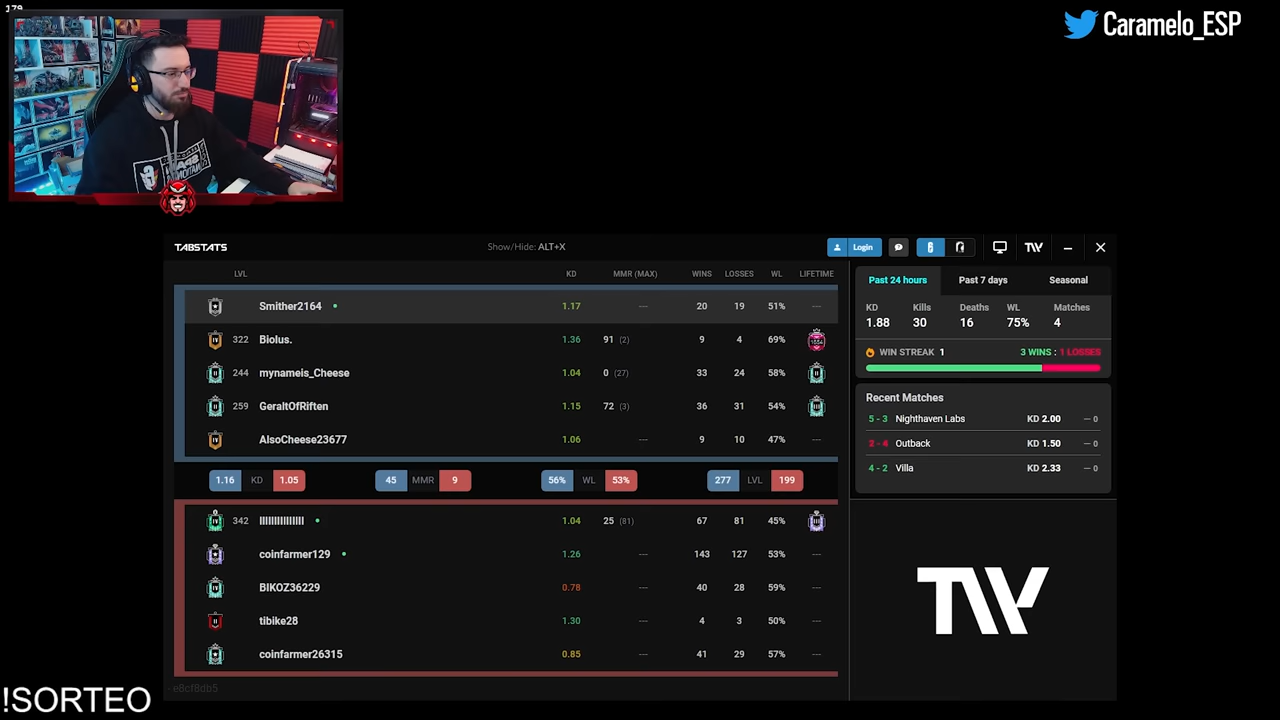 179
Caramelo_ESP
TABSTATS
Show/Hide: ALT+X
Login
LVL KD MMR (MAX) WINS LOSSES WL LIFETIME
Smither2164 1.17 --- 20 19 51% ---
322 Biolus. 1.36 91 (2) 9 4 69%
244 mynameis_Cheese 1.04 0 (27) 33 24 58%
259 GeraltOfRiften 1.15 72 (3) 36 31 54%
AlsoCheese23677 1.06 --- 9 10 47% ---
1.16 KD 1.05 45 MMR 9 56% WL 53% 277 LVL 199
342 llllllllllllll 1.04 25 (81) 67 81 45%
coinfarmer129 1.26 --- 143 127 53% ---
BIKOZ36229 0.78 --- 40 28 59% ---
tibike28 1.30 --- 4 3 50% ---
coinfarmer26315 0.85 --- 41 29 57% ---
e8cf8db5
Past 24 hours Past 7 days Seasonal
KD Kills Deaths WL Matches
1.88 30 16 75% 4
WIN STREAK 1 3 WINS : 1 LOSSES
Recent Matches
5 - 3 Nighthaven Labs KD 2.00 — 0
2 - 4 Outback KD 1.50 — 0
4 - 2 Villa KD 2.33 — 0
!SORTEO